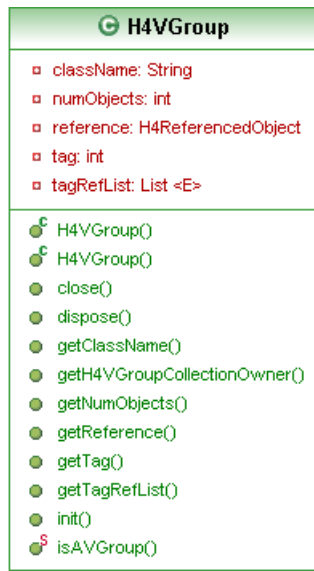 C H4VGroup
className: String
numObjects: int
reference: H4ReferencedObject
tag: int
tagRefList: List <E>
C H4VGroup()
C H4VGroup()
close()
dispose()
getClassName()
getH4VGroupCollectionOwner()
getNumObjects()
getReference()
getTag()
getTagRefList()
init()
S isAVGroup()